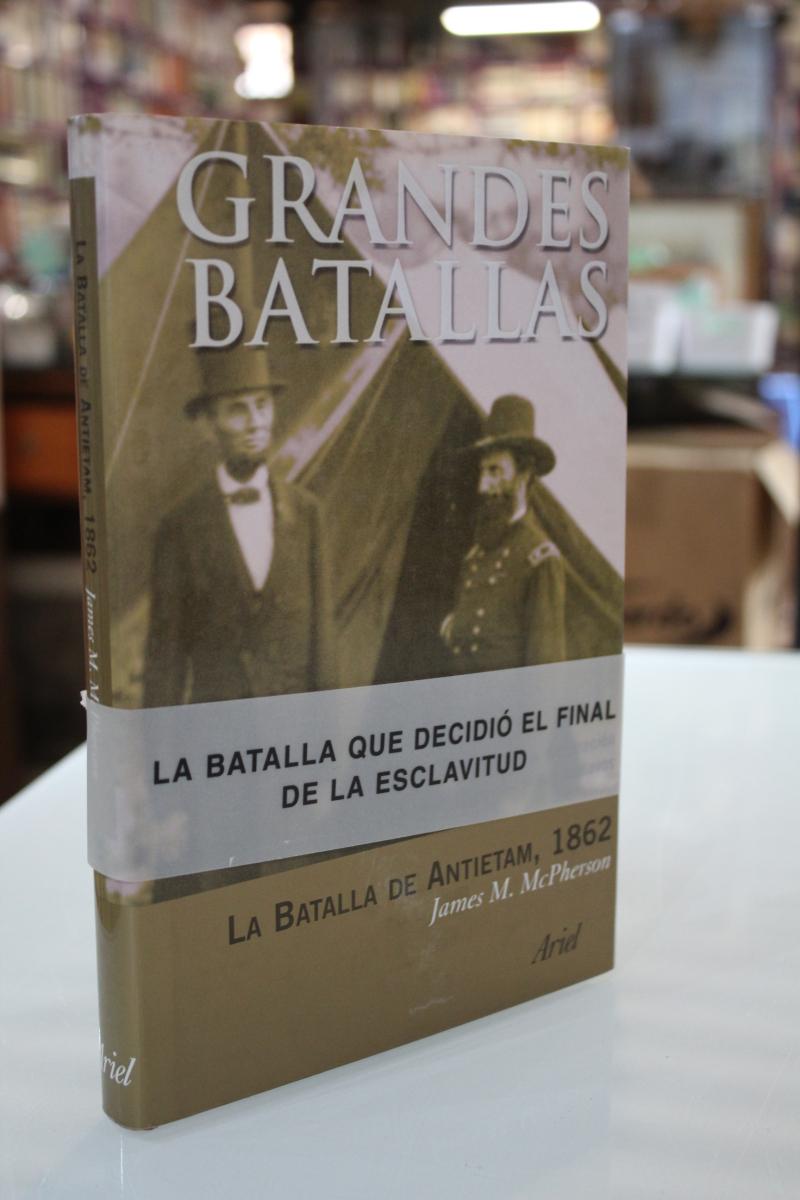 GRANDES
BATALLAS
LA BATALLA QUE DECIDIÓ EL FINAL
DE LA ESCLAVITUD
LA BATALLA DE ANTIETAM, 1862
James M. McPherson
Ariel
LA BATALLA DE ANTIETAM, 1862 James M.
Ariel